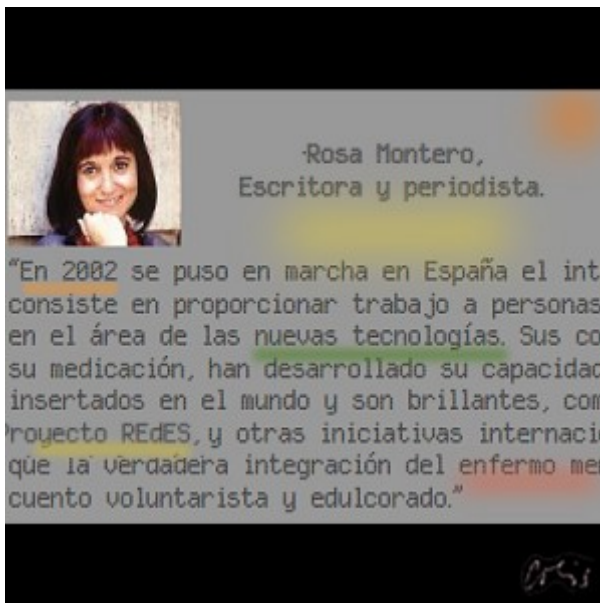 -Rosa Montero,
Escritora y periodista.
"En 2002 se puso en marcha en España el int
consiste en proporcionar trabajo a personas
en el área de las nuevas tecnologías. Sus co
su medicación, han desarrollado su capacidad
insertados en el mundo y son brillantes, com
Proyecto REdES, y otras iniciativas internaci
que la verdadera integración del enfermo men
cuento voluntarista y edulcorado."